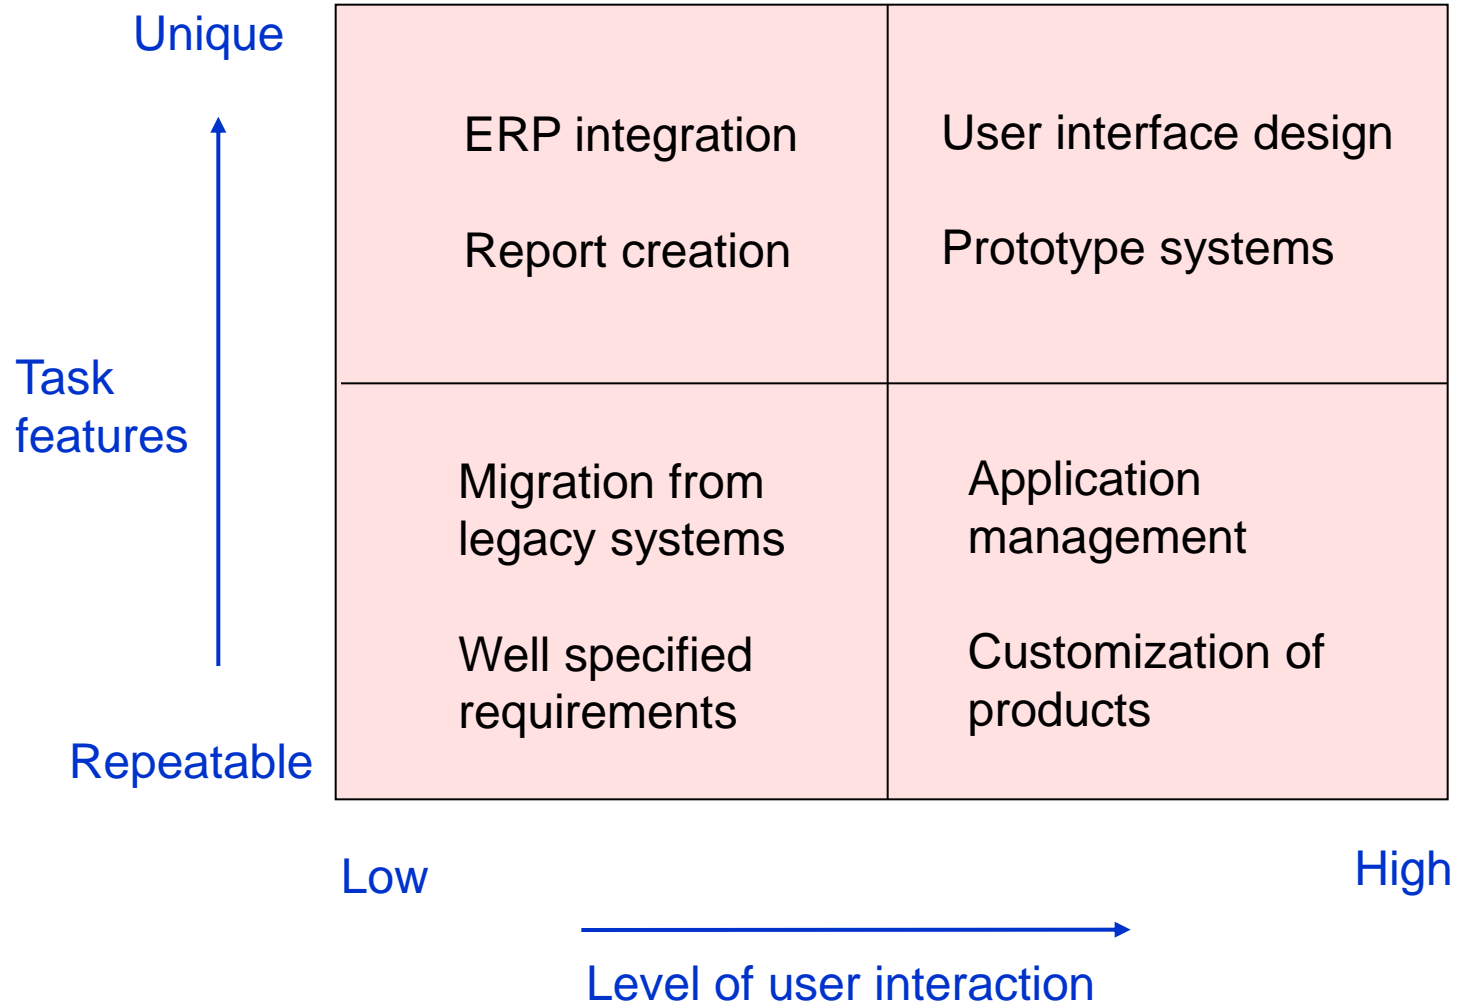 Unique
ERP integration
User interface design
Report creation
Prototype systems
Task
features
Migration from
legacy systems
Application
management
Well specified
requirements
Customization of
products
Repeatable
Low
High
Level of user interaction